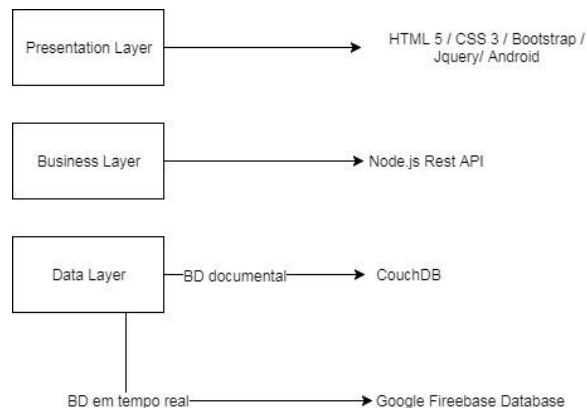 Presentation Layer
HTML 5 / CSS 3 / Bootstrap /
Jquery/ Android
Business Layer
Node.js Rest API
Data Layer
BD documental
CouchDB
BD em tempo real
Google Fireebase Database